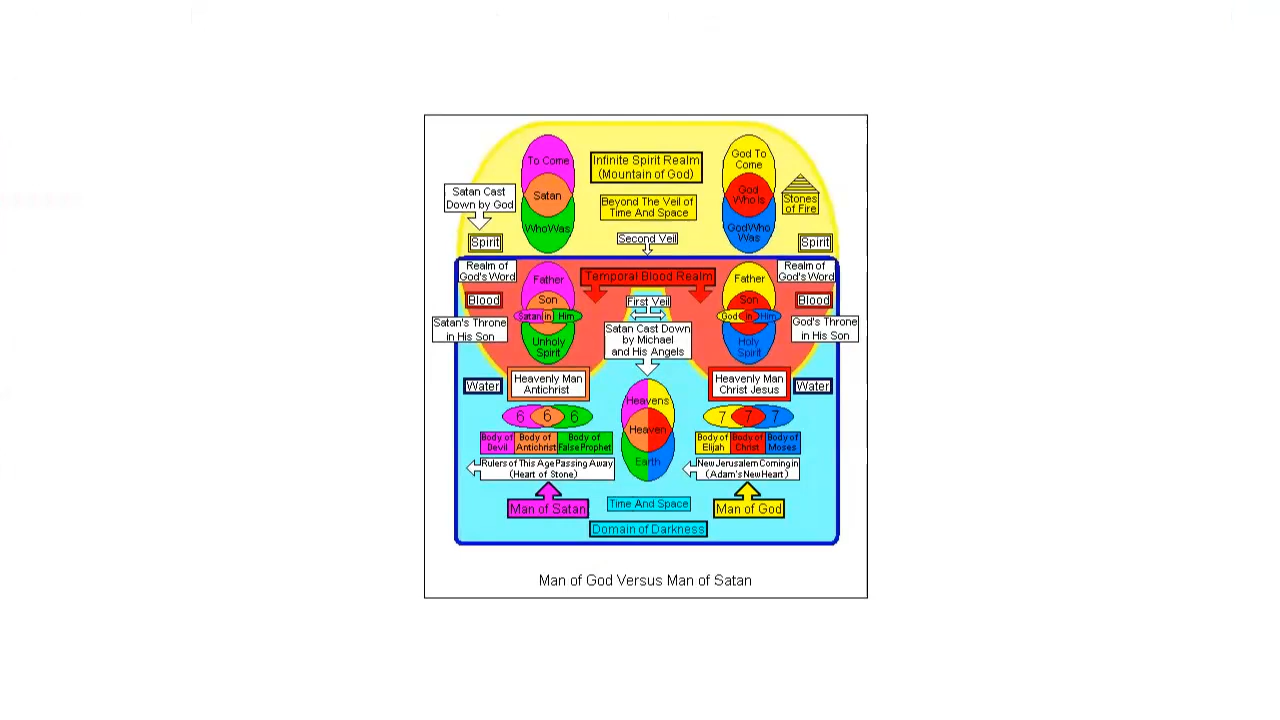 To Come
Satan
WhoWas
Infinite Spirit Realm
(Mountain of God)
Beyond The Veil of
Time And Space
Second Veil
God To
Come
God
Who Is
GodWho
Was
Stones
of Fire
Satan Cast
Down by God
Spirit
Spirit
Realm of
God's Word
Blood
Satan's Throne
in His Son
Father
Son
Satan in Him
Unholy
Spirit
Temporal Blood Realm
First Veil
Satan Cast Down
by Michael
and His Angels
Father
Son
God In Him
Holy
Spirit
Realm of
God's Word
Blood
God's Throne
in His Son
Water
Heavenly Man
Antichrist
Heavenly Man
Christ Jesus
Water
6 6 6
Body of Devil
Body of Antichrist
Body of False Prophet
Rulers of This Age Passing Away
(Heart of Stone)
Man of Satan
Heavens
Heaven
Earth
7 7 7
Body of Elijah
Body of Christ
Body of Moses
New Jerusalem Coming in
(Adam's New Heart)
Man of God
Time And Space
Domain of Darkness
Man of God Versus Man of Satan